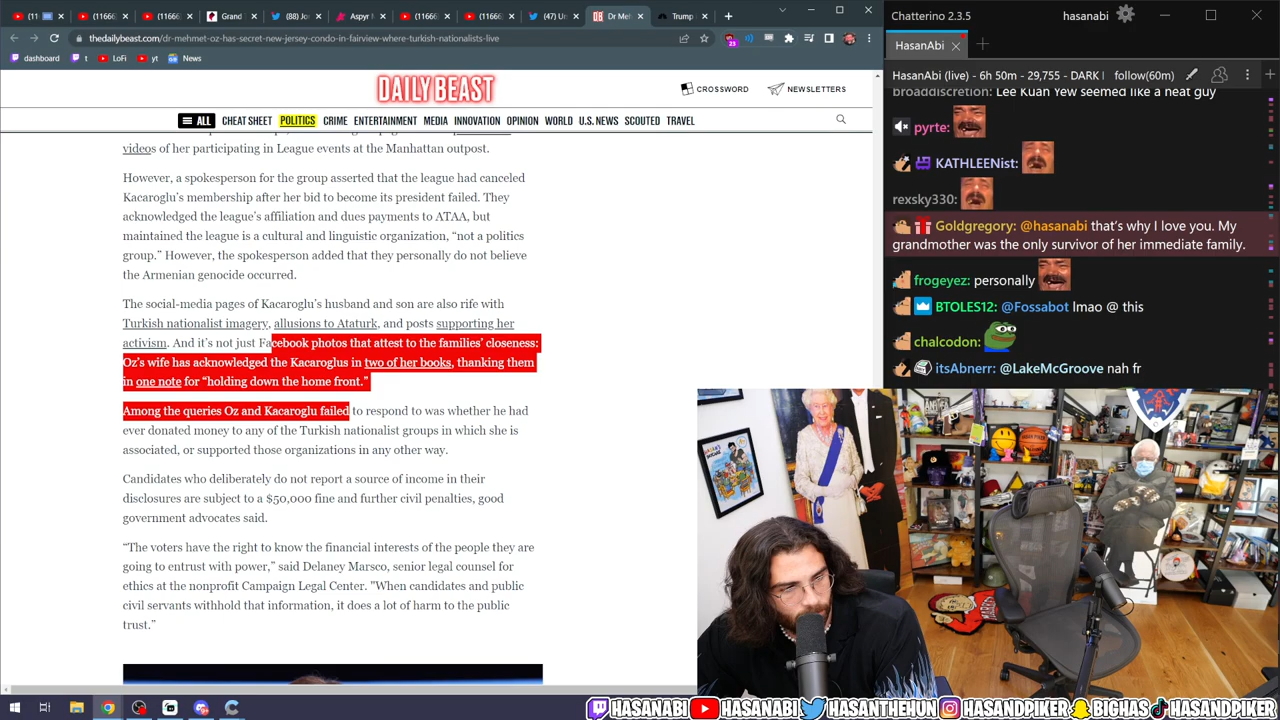 (1)
(11666
(11666
Grand
(88) Jo
Aspyr M
(11666
(11666
(47) Un
Dr Meh
Trump
thedailybeast.com/dr-mehmet-oz-has-secret-new-jersey-condo-in-fairview-where-turkish-nationalists-live
23
dashboard
t
LoFi
yt
News
DAILY BEAST
CROSSWORD
NEWSLETTERS
ALL
CHEAT SHEET
POLITICS
CRIME
ENTERTAINMENT
MEDIA
INNOVATION
OPINION
WORLD
U.S. NEWS
SCOUTED
TRAVEL
videos of her participating in League events at the Manhattan outpost.
However, a spokesperson for the group asserted that the league had canceled
Kacaroglu’s membership after her bid to become its president failed. They
acknowledged the league’s affiliation and dues payments to ATAA, but
maintained the league is a cultural and linguistic organization, “not a politics
group.” However, the spokesperson added that they personally do not believe
the Armenian genocide occurred.
The social-media pages of Kacaroglu’s husband and son are also rife with
Turkish nationalist imagery, allusions to Ataturk, and posts supporting her
activism. And it’s not just Facebook photos that attest to the families’ closeness:
Oz’s wife has acknowledged the Kacaroglus in two of her books, thanking them
in one note for “holding down the home front.”
Among the queries Oz and Kacaroglu failed to respond to was whether he had
ever donated money to any of the Turkish nationalist groups in which she is
associated, or supported those organizations in any other way.
Candidates who deliberately do not report a source of income in their
disclosures are subject to a $50,000 fine and further civil penalties, good
government advocates said.
“The voters have the right to know the financial interests of the people they are
going to entrust with power,” said Delaney Marsco, senior legal counsel for
ethics at the nonprofit Campaign Legal Center. "When candidates and public
civil servants withhold that information, it does a lot of harm to the public
trust.”
Chatterino 2.3.5
hasanabi
HasanAbi
HasanAbi (live) - 6h 50m - 29,755 - DARK I
follow(60m)
broaddiscretion: Lee Kuan Yew seemed like a neat guy
pyrte:
KATHLEENist:
rexsky330:
Goldgregory: @hasanabi that’s why I love you. My
grandmother was the only survivor of her immediate family.
frogeyez: personally
BTOLES12: @Fossabot lmao @ this
chalcodon:
itsAbnerr: @LakeMcGroove nah fr
HASANABI
HASANABI
HASANTHEHUN
HASANDPIKER
BIGHAS
HASANDPIKER